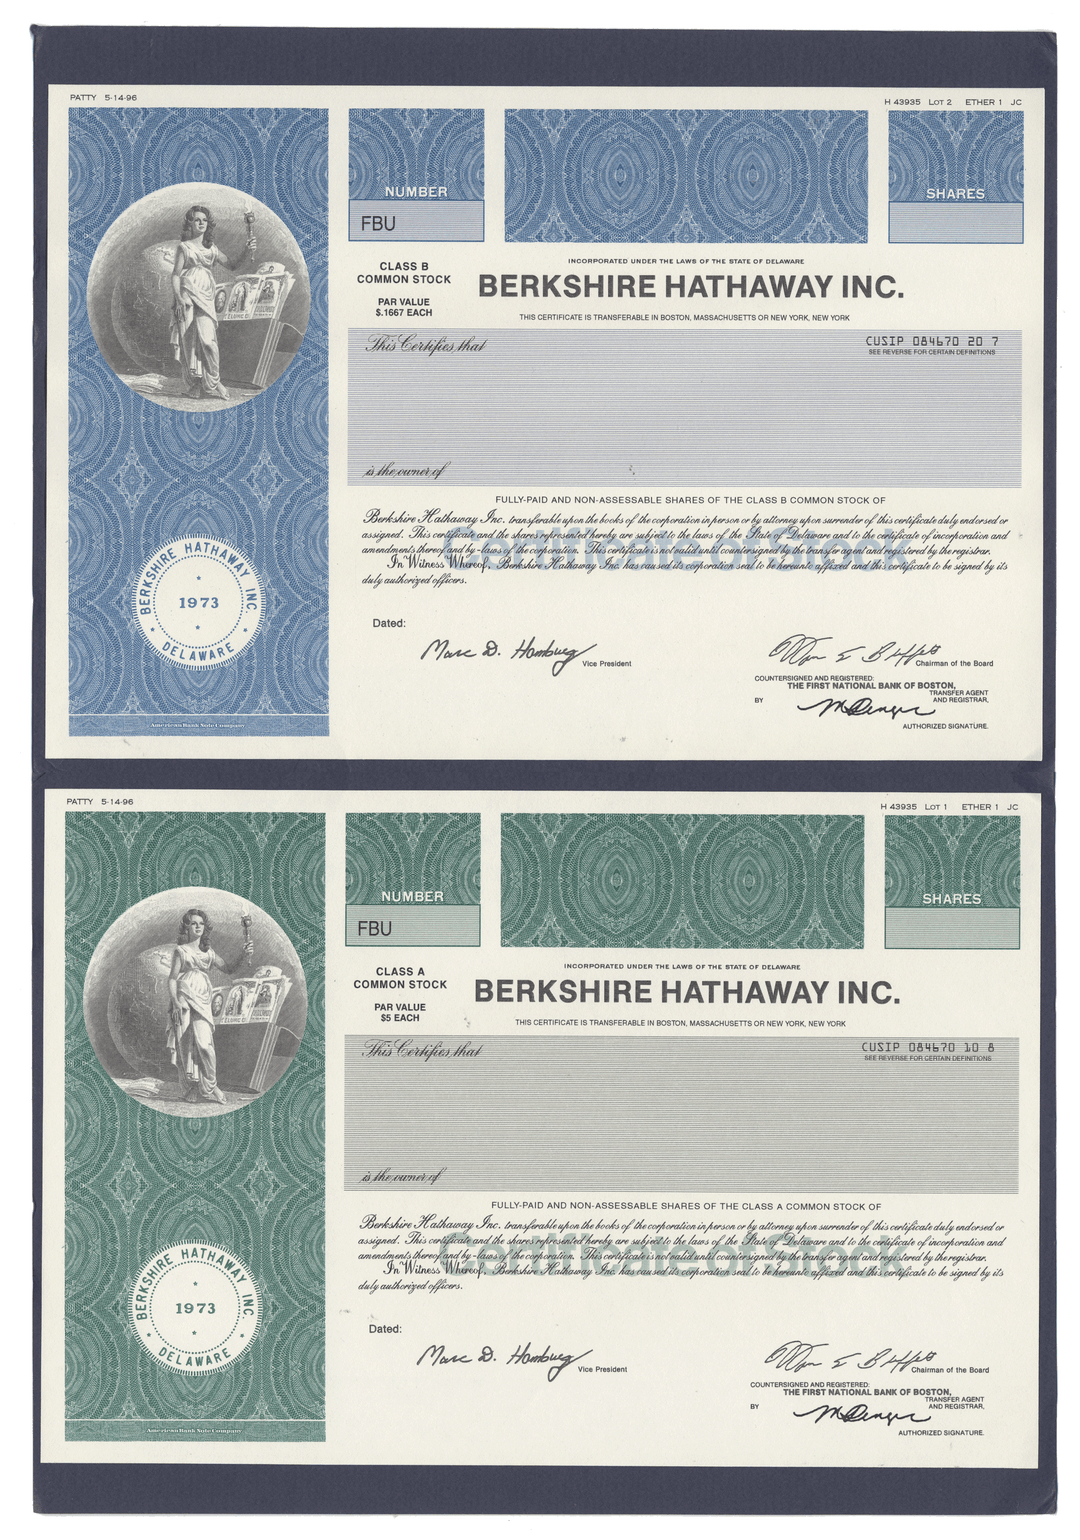 PATTY 5-14-96
H 43935 LOT 2 ETHER 1 JC
NUMBER
SHARES
FBU
CLASS B
COMMON STOCK
PAR VALUE
$.1667 EACH
INCORPORATED UNDER THE LAWS OF THE STATE OF DELAWARE
BERKSHIRE HATHAWAY INC.
THIS CERTIFICATE IS TRANSFERABLE IN BOSTON, MASSACHUSETTS OR NEW YORK, NEW YORK
This Certifies that
CUSIP 084670 20 7
SEE REVERSE FOR CERTAIN DEFINITIONS
is the owner of
FULLY-PAID AND NON-ASSESSABLE SHARES OF THE CLASS B COMMON STOCK OF
Certificate of Stock
Berkshire Hathaway Inc. transferable upon the books of the corporation in person or by attorney upon surrender of this certificate duly endorsed or
assigned. This certificate and the shares represented hereby are subject to the laws of the State of Delaware and to the certificate of incorporation and
amendments thereof and by-laws of the corporation. This certificate is not valid until countersigned by the transfer agent and registered by the registrar.
In Witness Whereof, Berkshire Hathaway Inc. has caused its corporation seal to be hereunto affixed and this certificate to be signed by its
duly authorized officers.
BERKSHIRE HATHAWAY INC.
1973
DELAWARE
Dated:
Marc D. Hamburg
Vice President
Chairman of the Board
COUNTERSIGNED AND REGISTERED:
THE FIRST NATIONAL BANK OF BOSTON,
TRANSFER AGENT
BY
AND REGISTRAR,
AUTHORIZED SIGNATURE.
American Bank Note Company
PATTY 5-14-96
H 43935 LOT 1 ETHER 1 JC
NUMBER
SHARES
FBU
CLASS A
COMMON STOCK
PAR VALUE
$5 EACH
INCORPORATED UNDER THE LAWS OF THE STATE OF DELAWARE
BERKSHIRE HATHAWAY INC.
THIS CERTIFICATE IS TRANSFERABLE IN BOSTON, MASSACHUSETTS OR NEW YORK, NEW YORK
This Certifies that
CUSIP 084670 10 8
SEE REVERSE FOR CERTAIN DEFINITIONS
is the owner of
FULLY-PAID AND NON-ASSESSABLE SHARES OF THE CLASS A COMMON STOCK OF
Certificate of Stock
Berkshire Hathaway Inc. transferable upon the books of the corporation in person or by attorney upon surrender of this certificate duly endorsed or
assigned. This certificate and the shares represented hereby are subject to the laws of the State of Delaware and to the certificate of incorporation and
amendments thereof and by-laws of the corporation. This certificate is not valid until countersigned by the transfer agent and registered by the registrar.
In Witness Whereof, Berkshire Hathaway Inc. has caused its corporation seal to be hereunto affixed and this certificate to be signed by its
duly authorized officers.
BERKSHIRE HATHAWAY INC.
1973
DELAWARE
Dated:
Marc D. Hamburg
Vice President
Chairman of the Board
COUNTERSIGNED AND REGISTERED:
THE FIRST NATIONAL BANK OF BOSTON,
TRANSFER AGENT
BY
AND REGISTRAR,
AUTHORIZED SIGNATURE.
American Bank Note Company